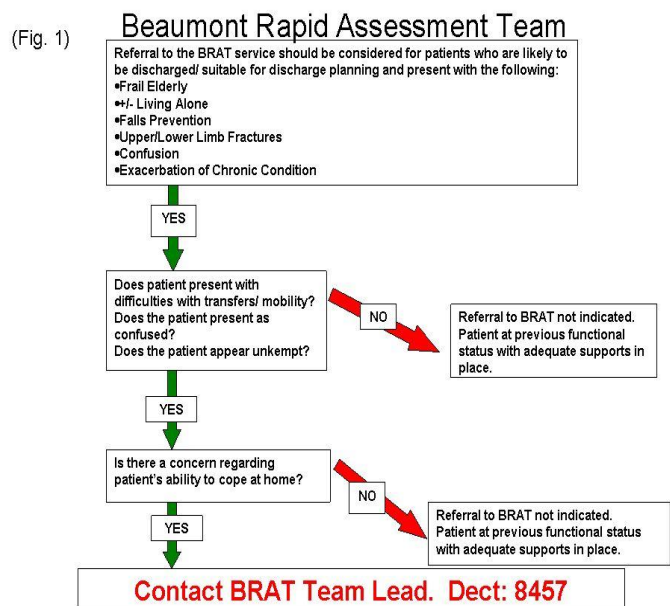 (Fig. 1)
Beaumont Rapid Assessment Team
Referral to the BRAT service should be considered for patients who are likely to
be discharged/ suitable for discharge planning and present with the following:
•Frail Elderly
•+/- Living Alone
•Falls Prevention
•Upper/Lower Limb Fractures
•Confusion
•Exacerbation of Chronic Condition
YES
Does patient present with
difficulties with transfers/ mobility?
Does the patient present as
confused?
Does the patient appear unkempt?
NO
Referral to BRAT not indicated.
Patient at previous functional
status with adequate supports in
place.
YES
Is there a concern regarding
patient's ability to cope at home?
NO
Referral to BRAT not indicated.
Patient at previous functional status
with adequate supports in place.
YES
Contact BRAT Team Lead. Dect: 8457